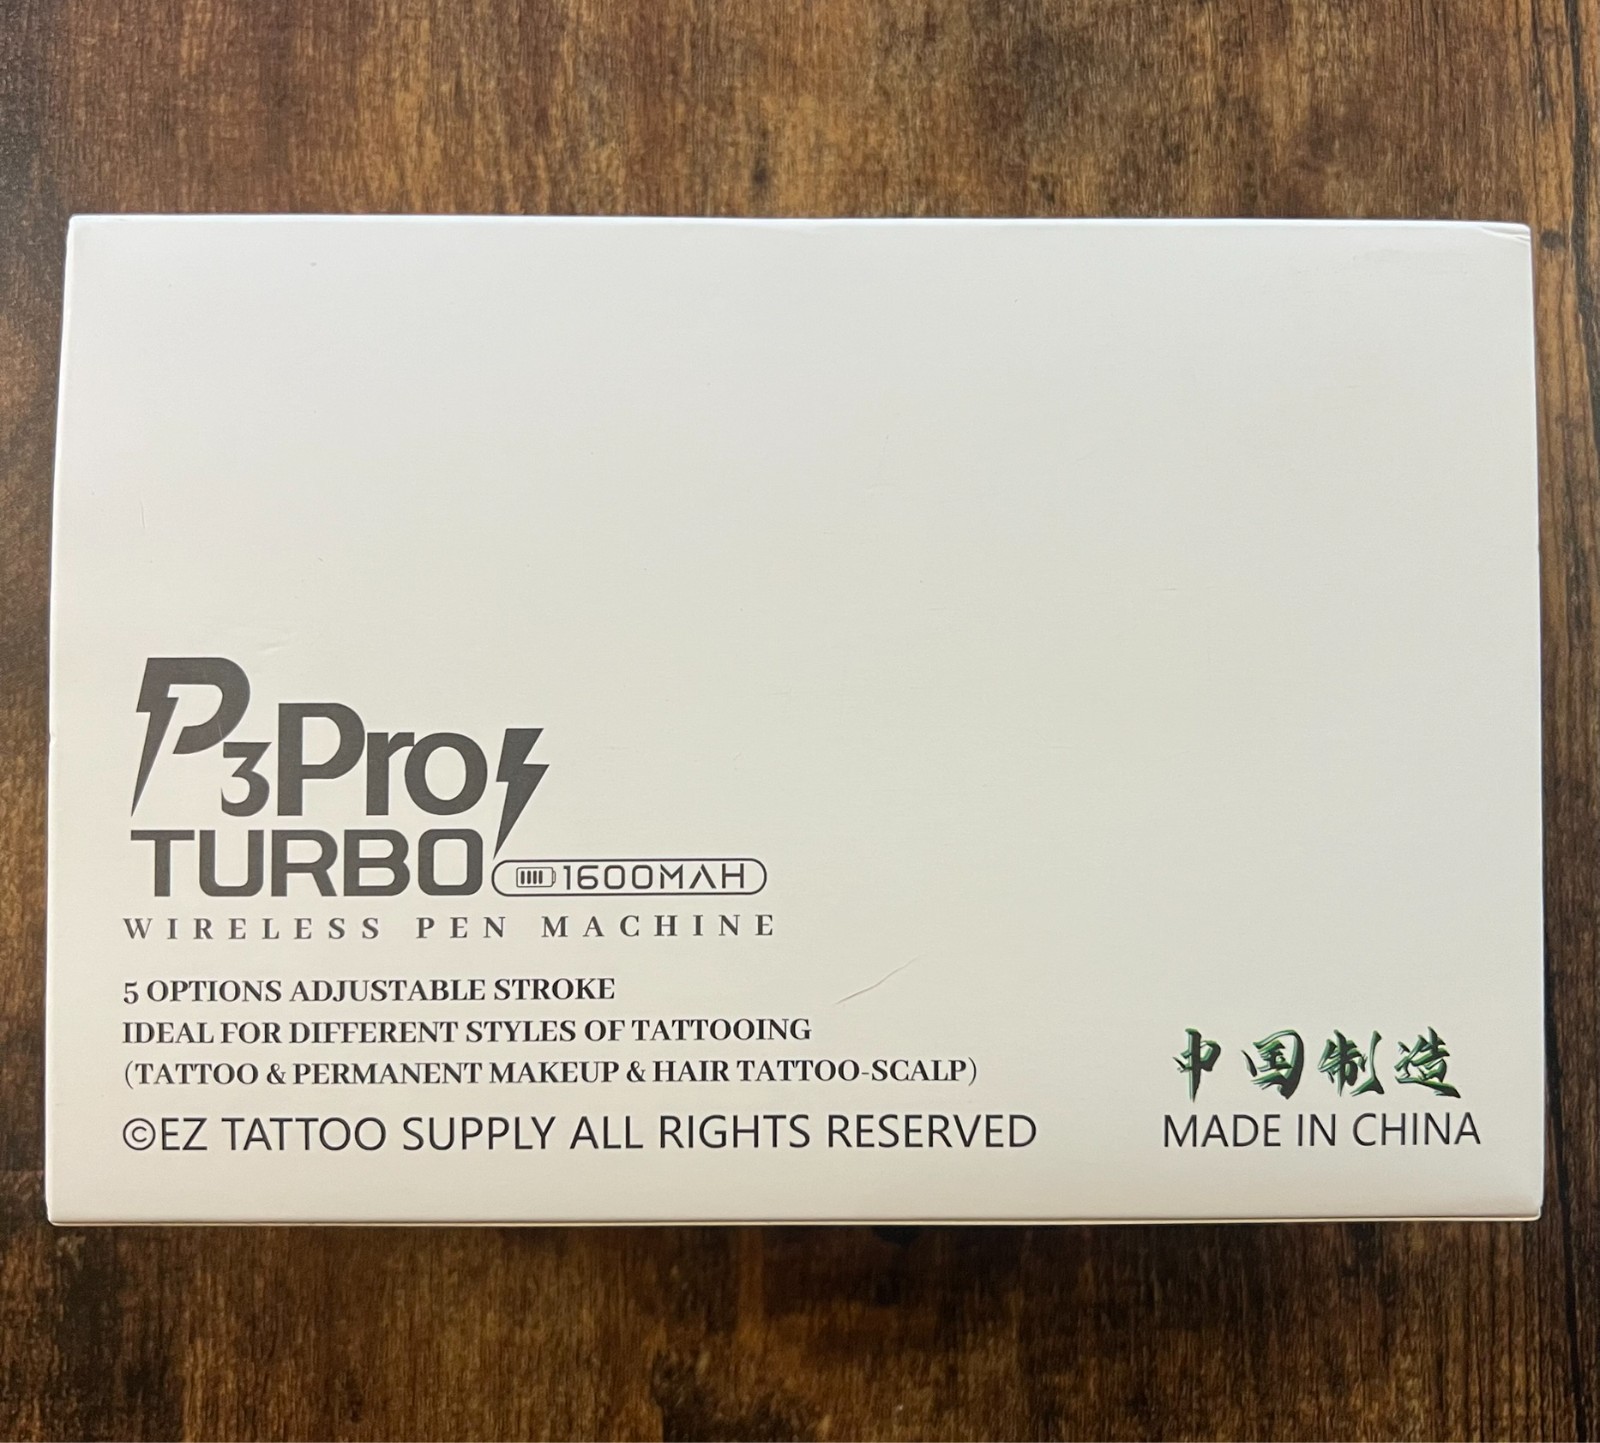 P3Pro
TURBO 1600MAH
WIRELESS PEN MACHINE
5 OPTIONS ADJUSTABLE STROKE
IDEAL FOR DIFFERENT STYLES OF TATTOOING
(TATTOO & PERMANENT MAKEUP & HAIR TATTOO-SCALP)
©EZ TATTOO SUPPLY ALL RIGHTS RESERVED
中国制造
MADE IN CHINA